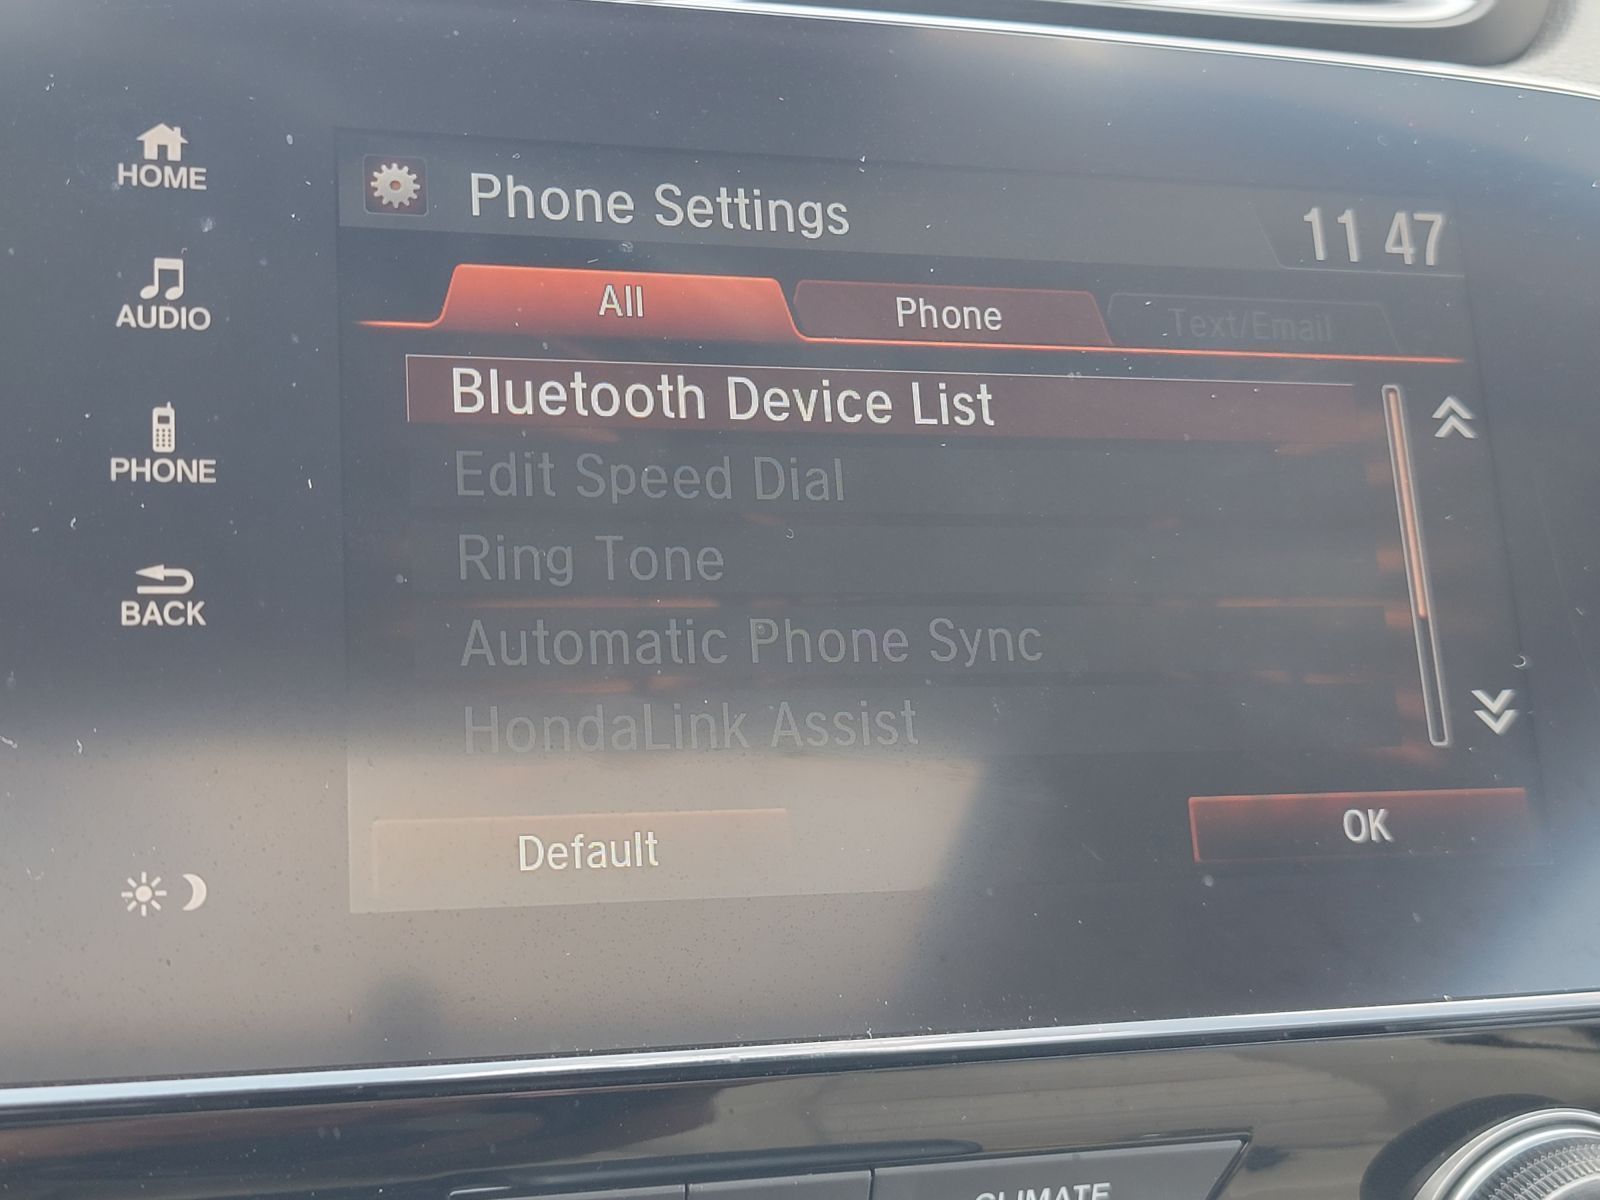 HOME
Phone Settings
11 47
AUDIO
All
Phone
Text/Email
Bluetooth Device List
PHONE
Edit Speed Dial
Ring Tone
BACK
Automatic Phone Sync
HondaLink Assist
Default
OK
CLIMATE